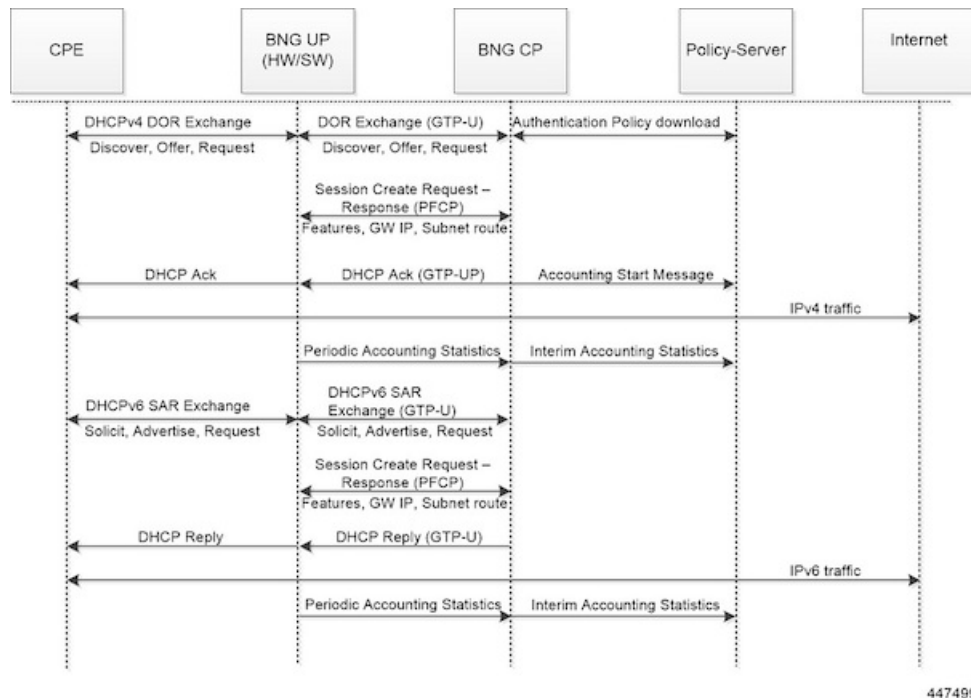 CPE
BNG UP
(HW/SW)
BNG CP
Policy-Server
Internet
DHCPv4 DOR Exchange
DOR Exchange (GTP-U)
Authentication Policy download
Discover, Offer, Request
Discover, Offer, Request
Session Create Request –
Response (PFCP)
Features, GW IP, Subnet route
DHCP Ack
DHCP Ack (GTP-UP)
Accounting Start Message
IPv4 traffic
Periodic Accounting Statistics
Interim Accounting Statistics
DHCPv6 SAR Exchange
DHCPv6 SAR
Exchange (GTP-U)
Solicit, Advertise, Request
Solicit, Advertise, Request
Session Create Request –
Response (PFCP)
Features, GW IP, Subnet route
DHCP Reply
DHCP Reply (GTP-U)
IPv6 traffic
Periodic Accounting Statistics
Interim Accounting Statistics
447499